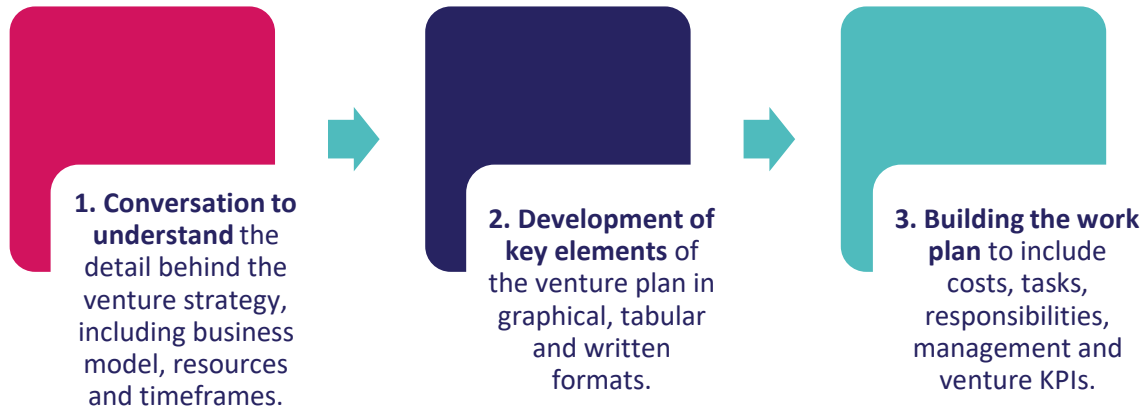 1. Conversation to
understand the
detail behind the
venture strategy,
including business
model, resources
and timeframes.
2. Development of
key elements of
the venture plan in
graphical, tabular
and written
formats.
3. Building the work
plan to include
costs, tasks,
responsibilities,
management and
venture KPIs.